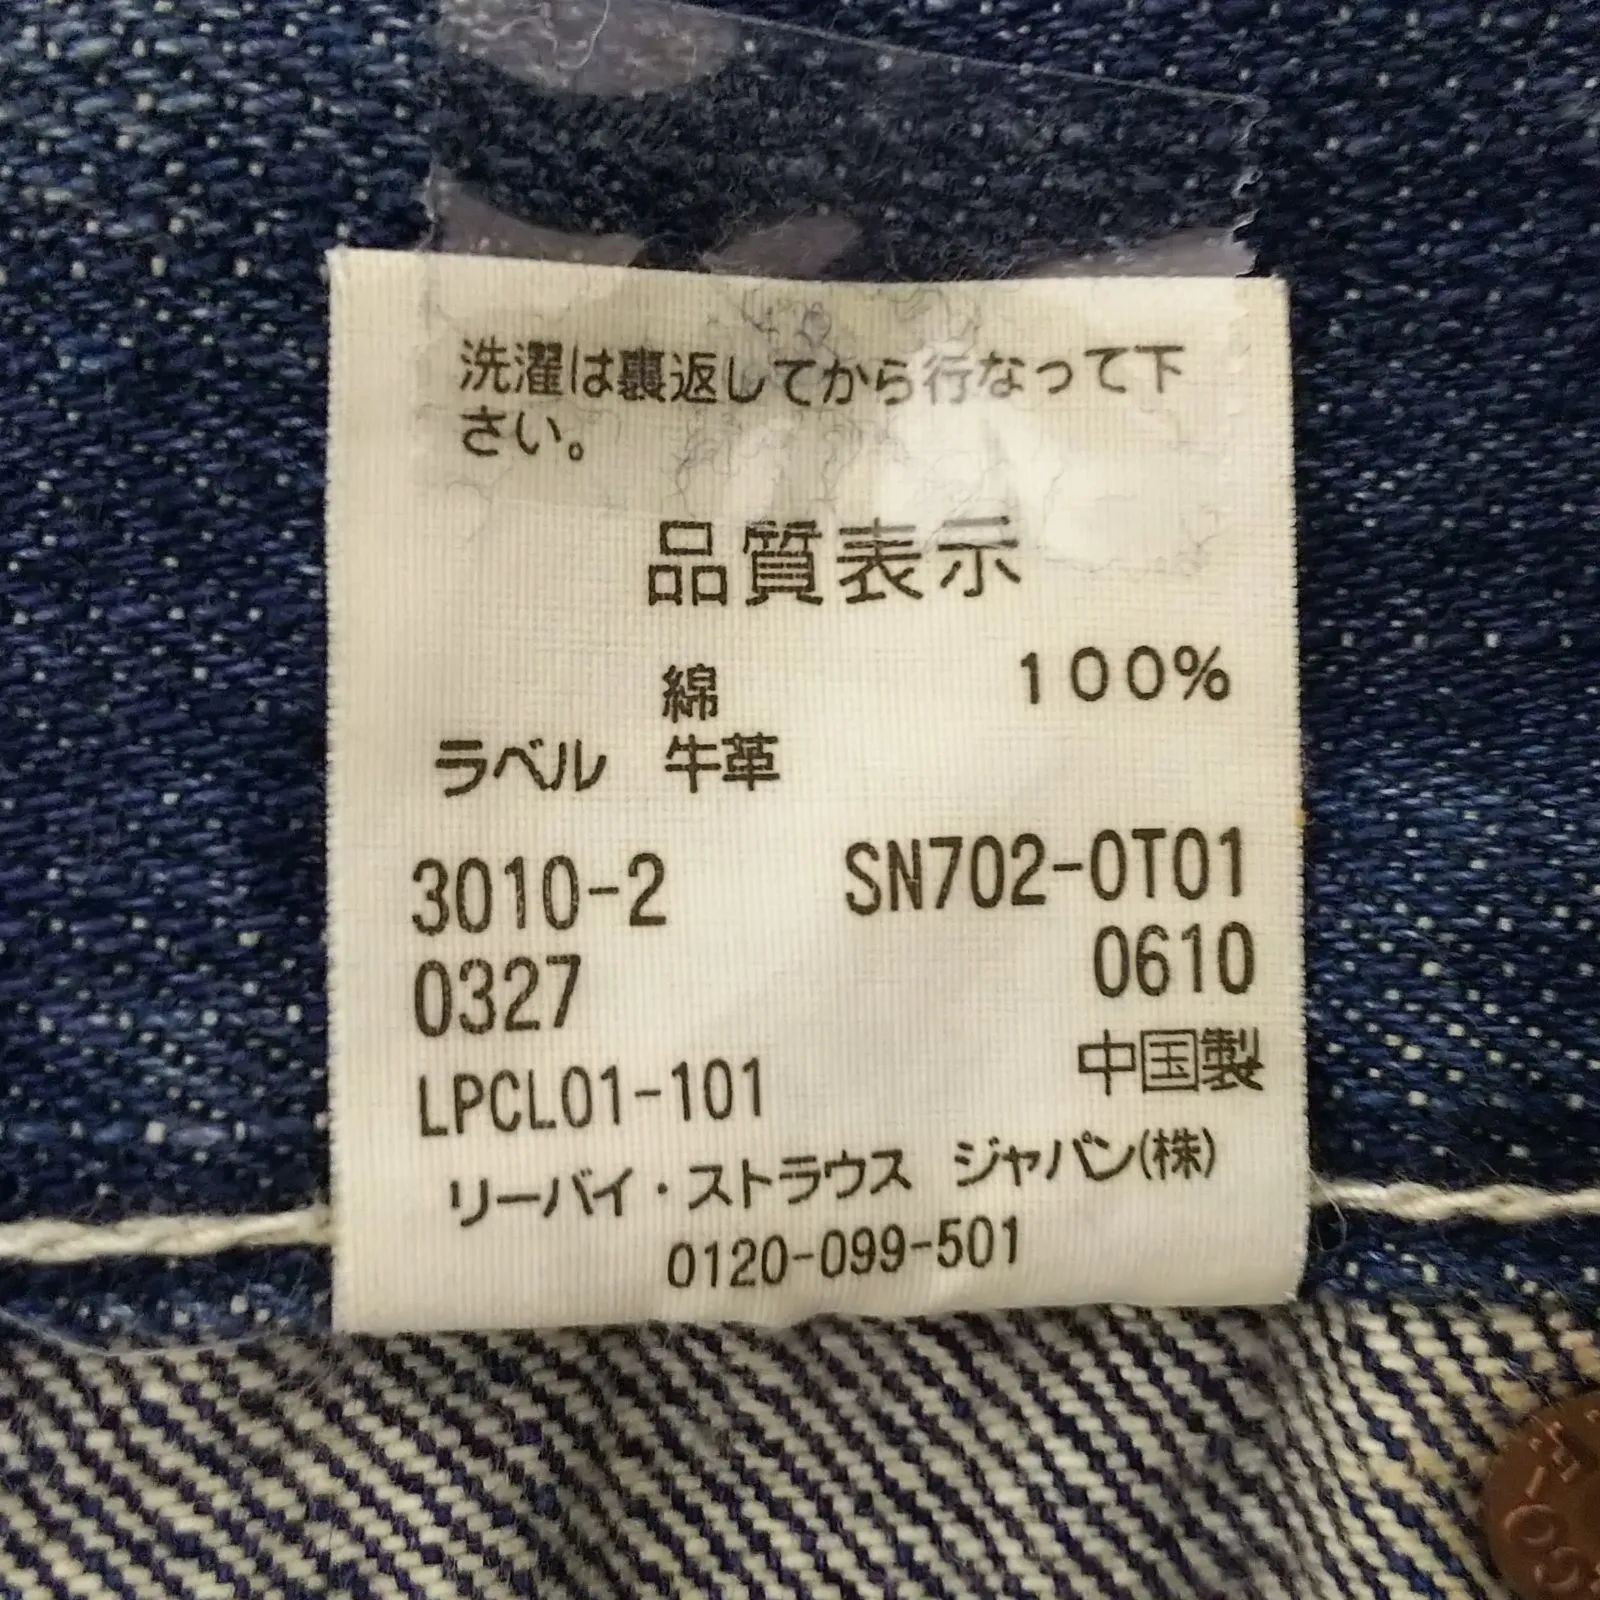 洗濯は裏返してから行なって下
さい。
品質表示
綿 100%
ラベル 牛革
3010-2 SN702-0T01
0327 0610
LPCL01-101 中国製
リーバイ・ストラウス ジャパン(株)
0120-099-501